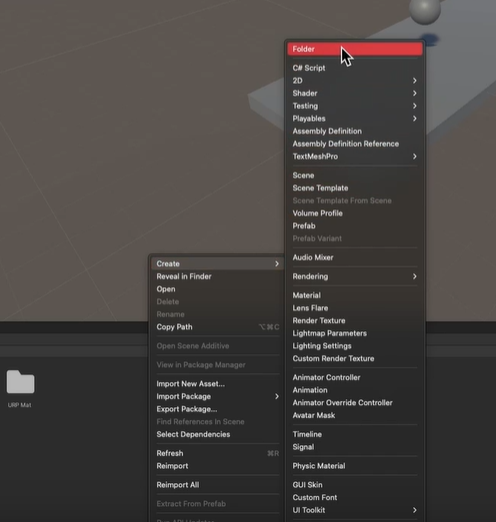 Folder
C# Script
2D
Shader
Testing
Playables
Assembly Definition
Assembly Definition Reference
TextMeshPro
Scene
Scene Template
Scene Template From Scene
Volume Profile
Prefab
Prefab Variant
Audio Mixer
Rendering
Material
Lens Flare
Render Texture
Lightmap Parameters
Lighting Settings
Custom Render Texture
Animator Controller
Animation
Animator Override Controller
Avatar Mask
Timeline
Signal
Physic Material
GUI Skin
Custom Font
UI Toolkit
Create
Reveal in Finder
Open
Delete
Rename
Copy Path ⌥⌘C
Open Scene Additive
View in Package Manager
Import New Asset...
Import Package
Export Package...
Find References In Scene
Select Dependencies
Refresh ⌘R
Reimport
Reimport All
Extract From Prefab
URP Mat